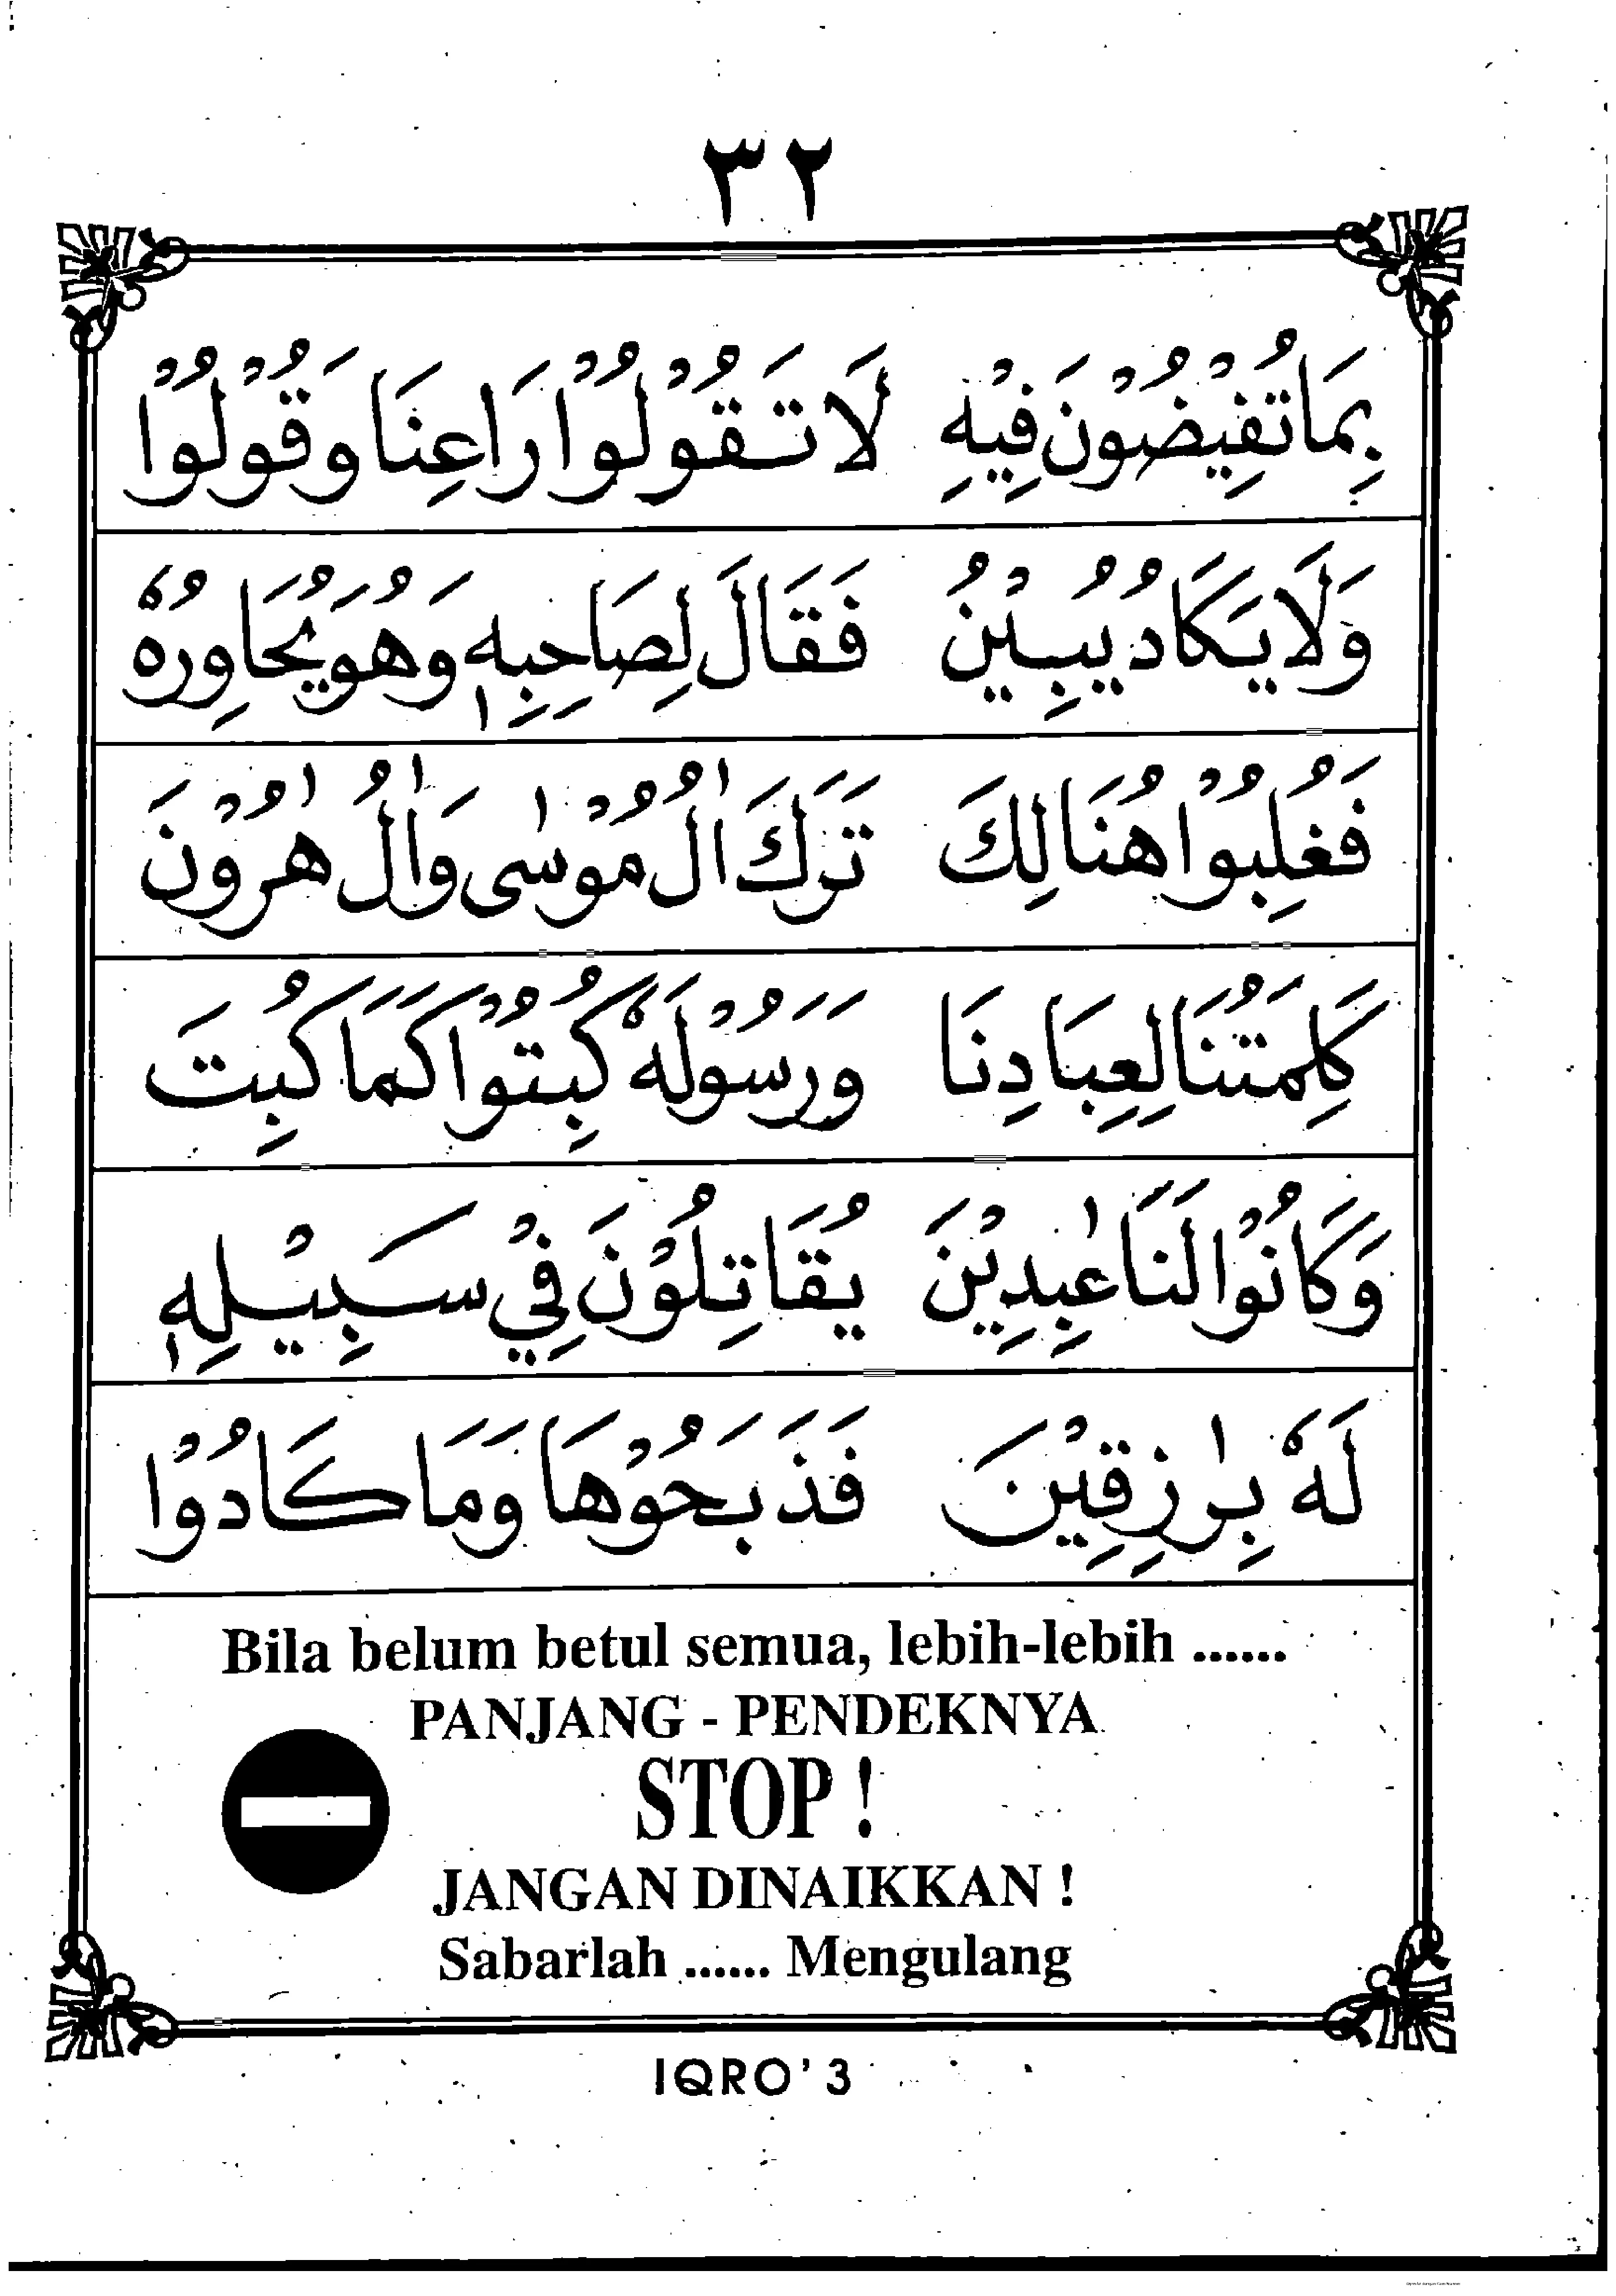 ٣٢
بِمَا تُفِيْضُوْنَ فِيْهِ لَا تَقُوْلُوْا رَاعِنَا وَقُوْلُوْا
وَلَا يَكَادُ يُبِيْنُ فَقَالَ لِصَاحِبِهٖ وَهُوَ يُحَاوِرُهٗ
فَغُلِبُوْا هُنَالِكَ تَرَكَ اٰلُ مُوْسٰى وَاٰلُ هٰرُوْنَ
كَلِمَتُنَا لِعِبَادِنَا وَرَسُوْلَهٗ كُبِتُوْا كَمَا كُبِتَ
وَكَانُوْا لَنَا عٰبِدِيْنَ يُقَاتِلُوْنَ فِيْ سَبِيْلِهٖ
لَهٗ بِرٰزِقِيْنَ فَذَبَحُوْهَا وَمَا كَادُوْا
Bila belum betul semua, lebih-lebih ......
PANJANG - PENDEKNYA
STOP !
JANGAN DINAIKKAN !
Sabarlah ...... Mengulang
IQRO' 3